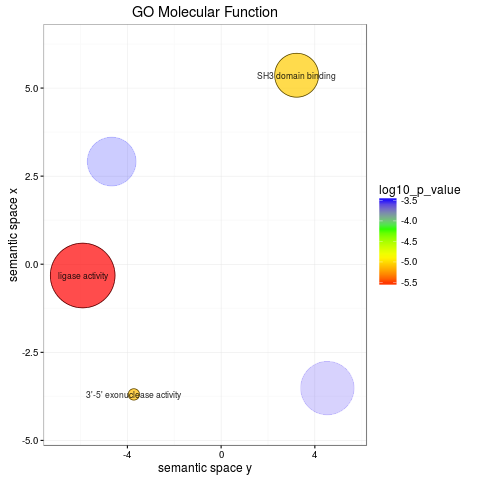 GO Molecular Function
semantic space x
5.0
2.5
0.0
-2.5
-5.0
SH3 domain binding
ligase activity
3'-5' exonuclease activity
-4
0
4
semantic space y
log10_p_value
-3.5
-4.0
-4.5
-5.0
-5.5